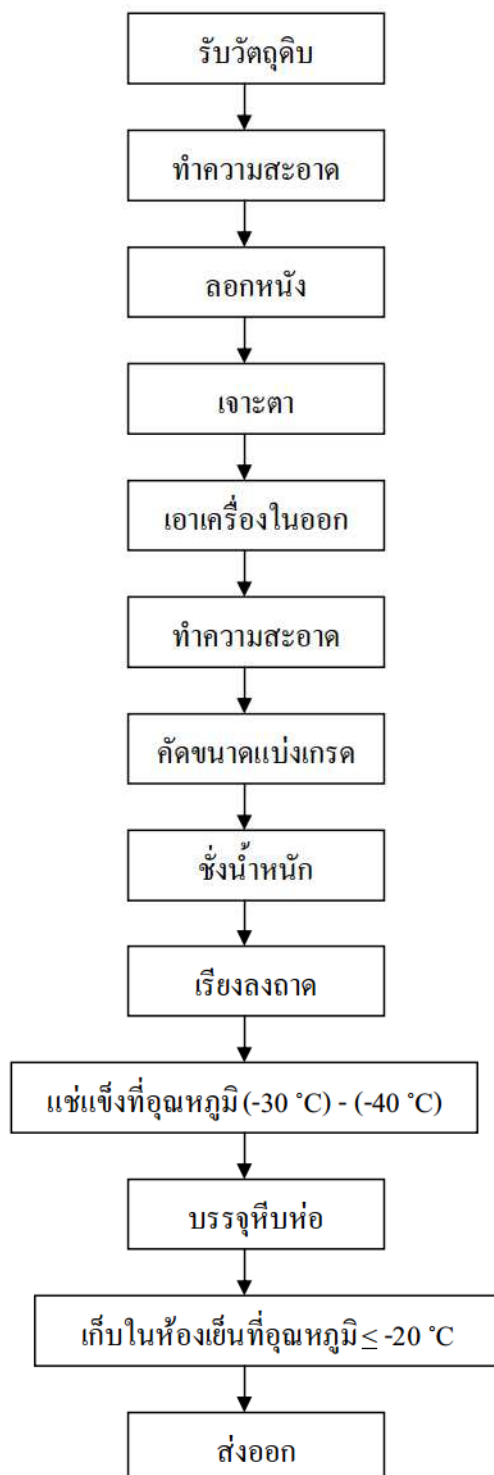 รับวัตถุดิบ
ทำความสะอาด
ลอกหนัง
เจาะตา
เอาเครื่องในออก
ทำความสะอาด
คัดขนาดแบ่งเกรด
ชั่งน้ำหนัก
เรียงลงถาด
แช่แข็งที่อุณหภูมิ (-30 °C) - (-40 °C)
บรรจุหีบห่อ
เก็บในห้องเย็นที่อุณหภูมิ ≤ -20 °C
ส่งออก